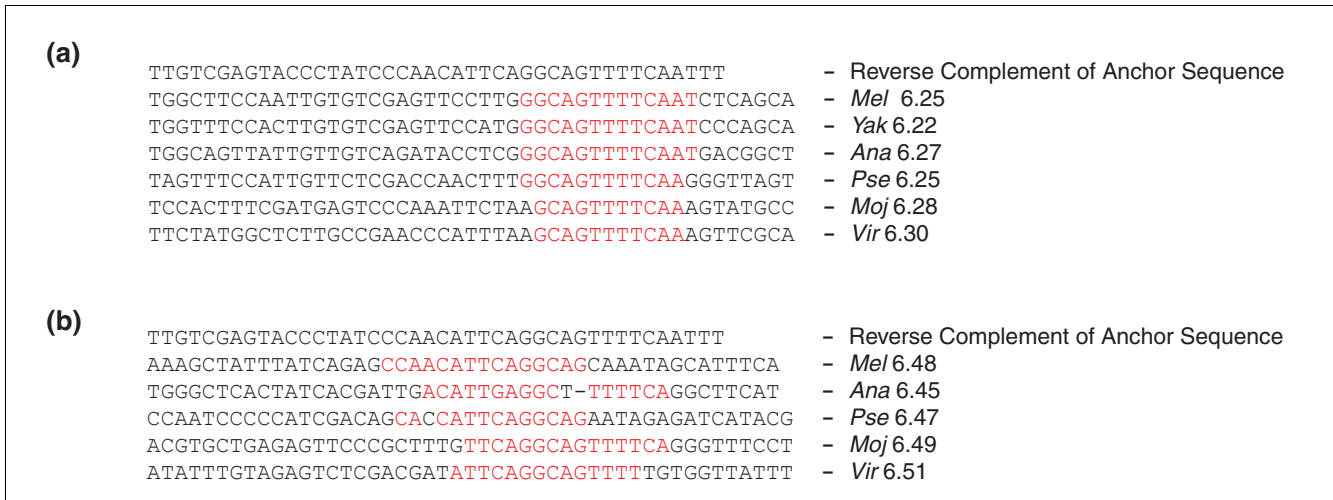 (a)
TTGTCGAGTACCCTATCCCAACATTCAGGCAGTTTTCAATTT – Reverse Complement of Anchor Sequence
TGGCTTCCAATTGTGTCGAGTTCCTTGGGCAGTTTTCAATCTCAGCA – Mel 6.25
TGGTTTCCACTTGTGTCGAGTTCCATGGGCAGTTTTCAATCCCAGCA – Yak 6.22
TGGCAGTTATTGTTGTCAGATACCTCGGGCAGTTTTCAATGACGGCT – Ana 6.27
TAGTTTCCATTGTTCTCGACCAACTTTGGCAGTTTTCAAGGGTTAGT – Pse 6.25
TCCACTTTCGATGAGTCCCAAATTCTAAGCAGTTTTCAAAGTATGCC – Moj 6.28
TTCTATGGCTCTTGCCGAACCCATTTAAGCAGTTTTCAAAGTTCGCA – Vir 6.30
(b)
TTGTCGAGTACCCTATCCCAACATTCAGGCAGTTTTCAATTT – Reverse Complement of Anchor Sequence
AAAGCTATTTATCAGAGCCAACATTCAGGCAGCAAATAGCATTTCA – Mel 6.48
TGGGCTCACTATCACGATTGACATTGAGGCT–TTTTCAGGCTTCAT – Ana 6.45
CCAATCCCCCATCGACAGCACCATTCAGGCAGAATAGAGATCATACG – Pse 6.47
ACGTGCTGAGAGTTCCCGCTTTGTTCAGGCAGTTTTCAGGGTTTCCT – Moj 6.49
ATATTTGTAGAGTCTCGACGATATTCAGGCAGTTTTTGTGGTTATTT – Vir 6.51